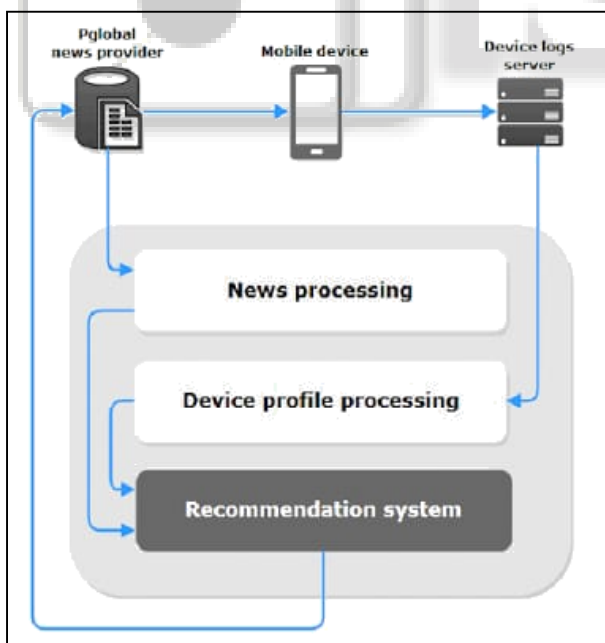 Pglobal
news provider
Mobile device
Device logs
server
News processing
Device profile processing
Recommendation system